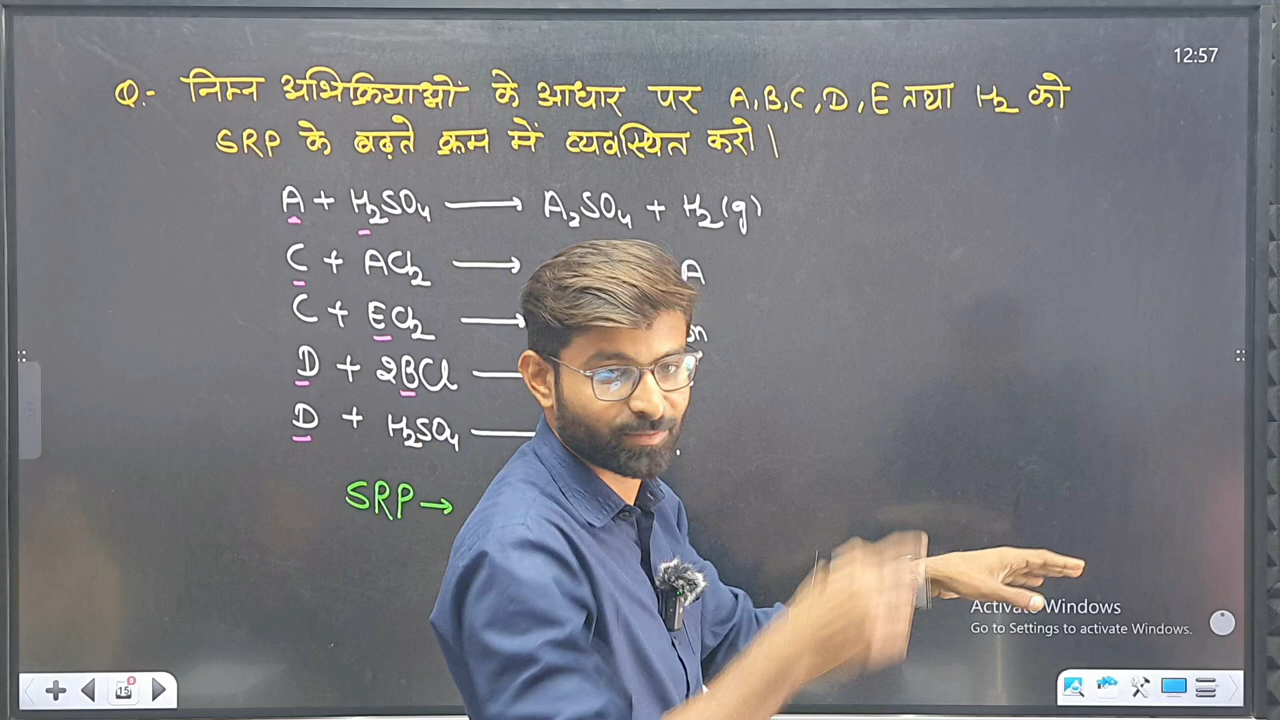 12:57
Q.- निम्न अभिक्रियाओं के आधार पर A, B, C, D, E तथा H₂ को
SRP के बढ़ते क्रम में व्यवस्थित करो।
A + H₂SO₄ ⟶ A₂SO₄ + H₂(g)
C + ACl₂ ⟶ A
C + ECl₂ ⟶
D + 2BCl
D + H₂SO₄
SRP →
Activate Windows
Go to Settings to activate Windows.
15